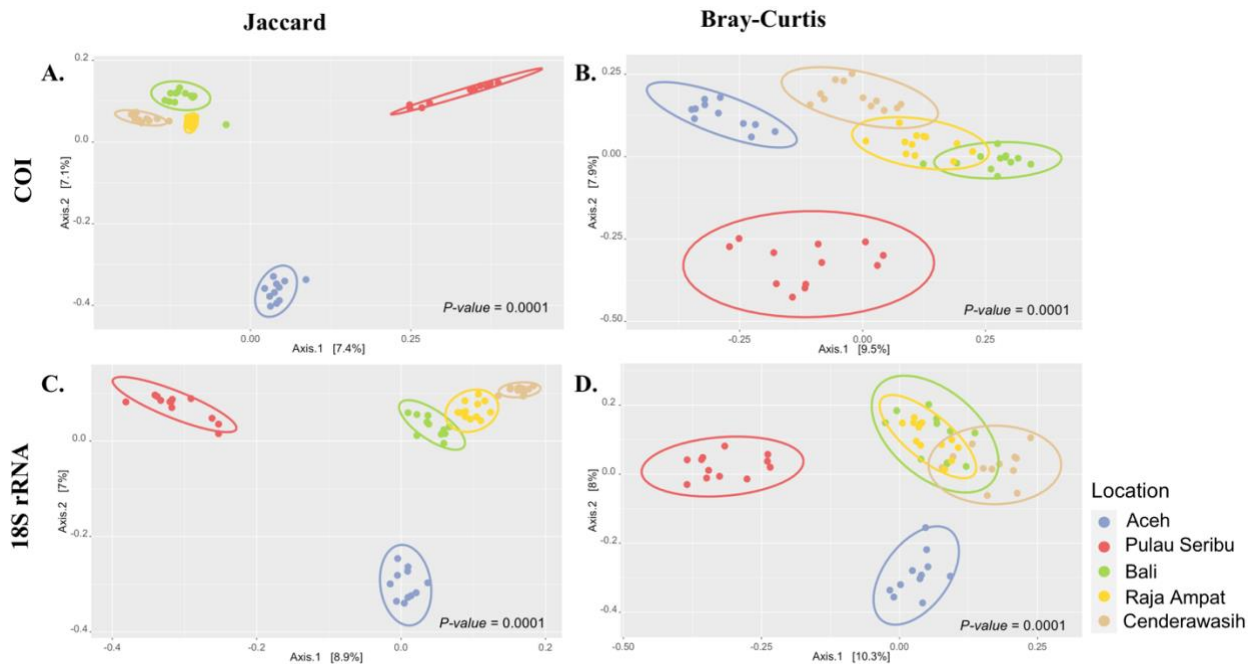 Jaccard
Bray-Curtis
COI
18S rRNA
A.
0.2
0.0
-0.2
-0.4
Axis.2 [7.1%]
0.00
0.25
Axis.1 [7.4%]
P-value = 0.0001
B.
0.25
0.00
-0.25
-0.50
Axis.2 [7.9%]
-0.25
0.00
0.25
Axis.1 [9.5%]
P-value = 0.0001
C.
0.0
-0.2
-0.4
Axis.2 [7%]
-0.4
-0.2
0.0
0.2
Axis.1 [8.9%]
P-value = 0.0001
D.
0.2
0.0
-0.2
-0.4
Axis.2 [8%]
-0.50
-0.25
0.00
0.25
Axis.1 [10.3%]
P-value = 0.0001
Location
Aceh
Pulau Seribu
Bali
Raja Ampat
Cenderawasih